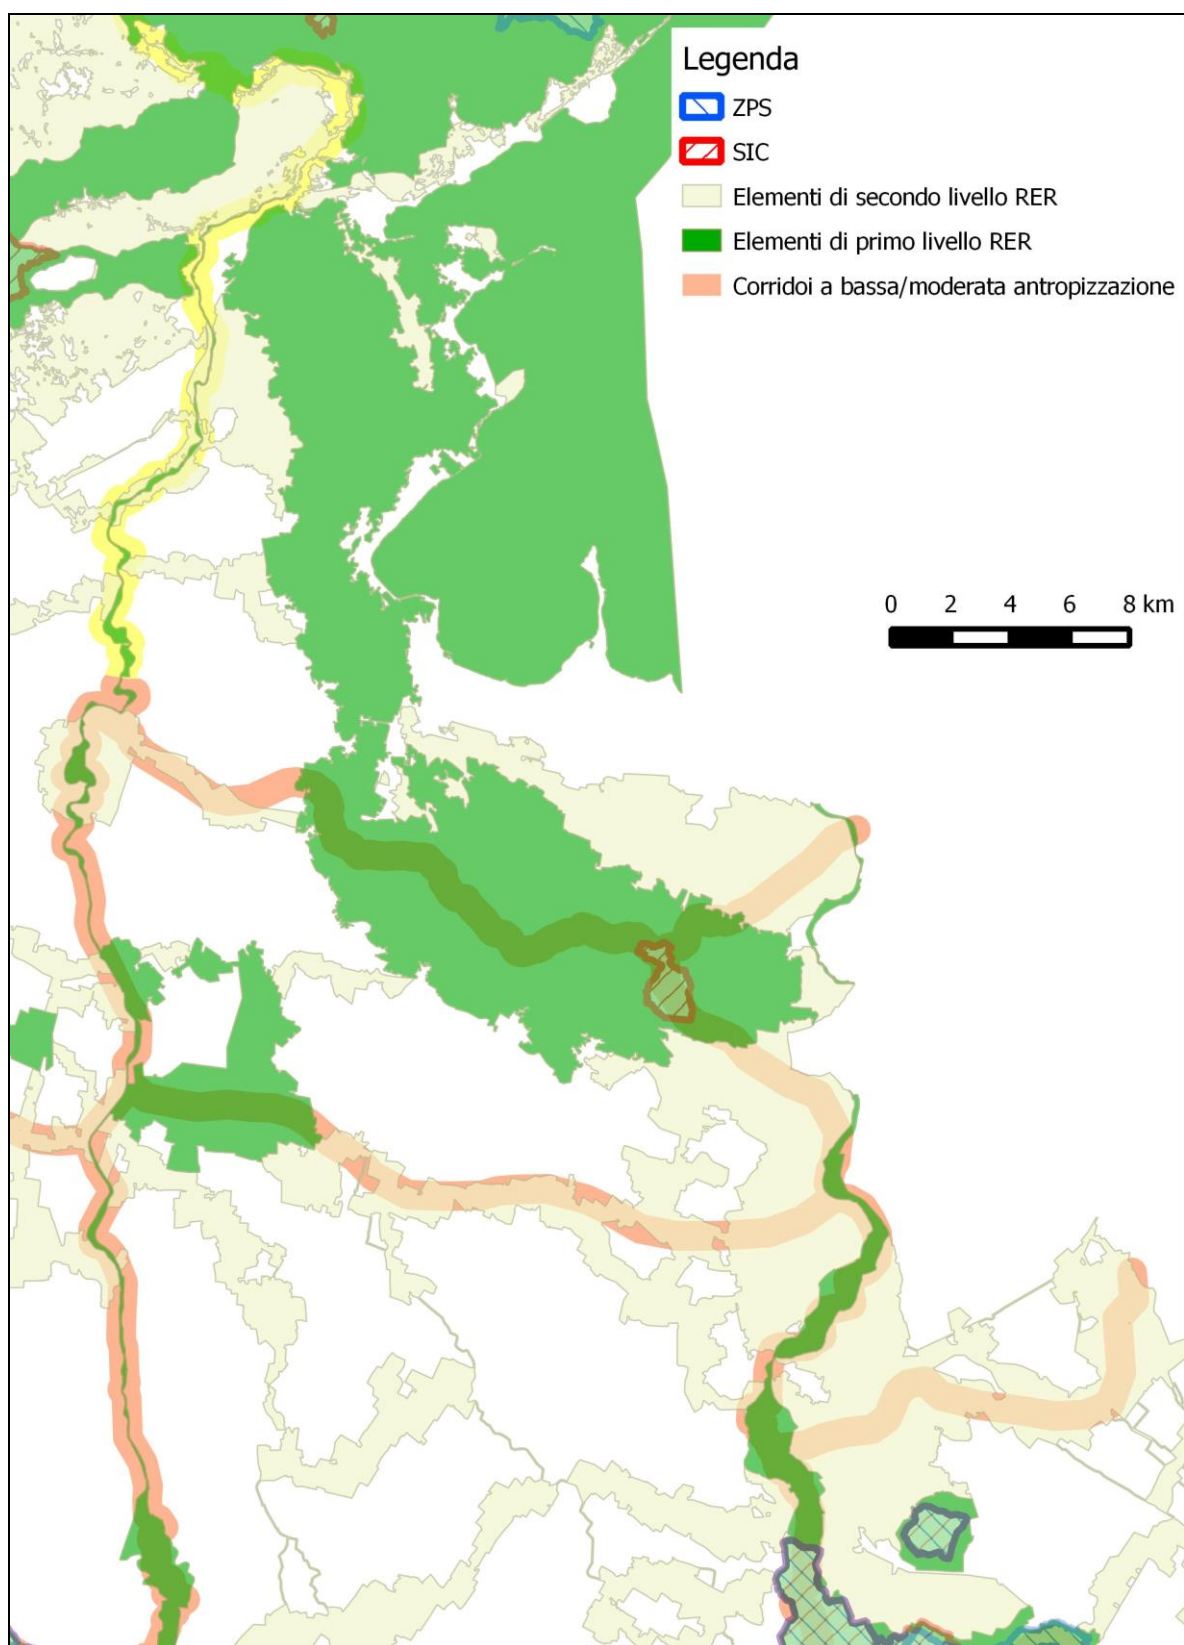 Legenda
ZPS
SIC
Elementi di secondo livello RER
Elementi di primo livello RER
Corridoi a bassa/moderata antropizzazione
0 2 4 6 8 km